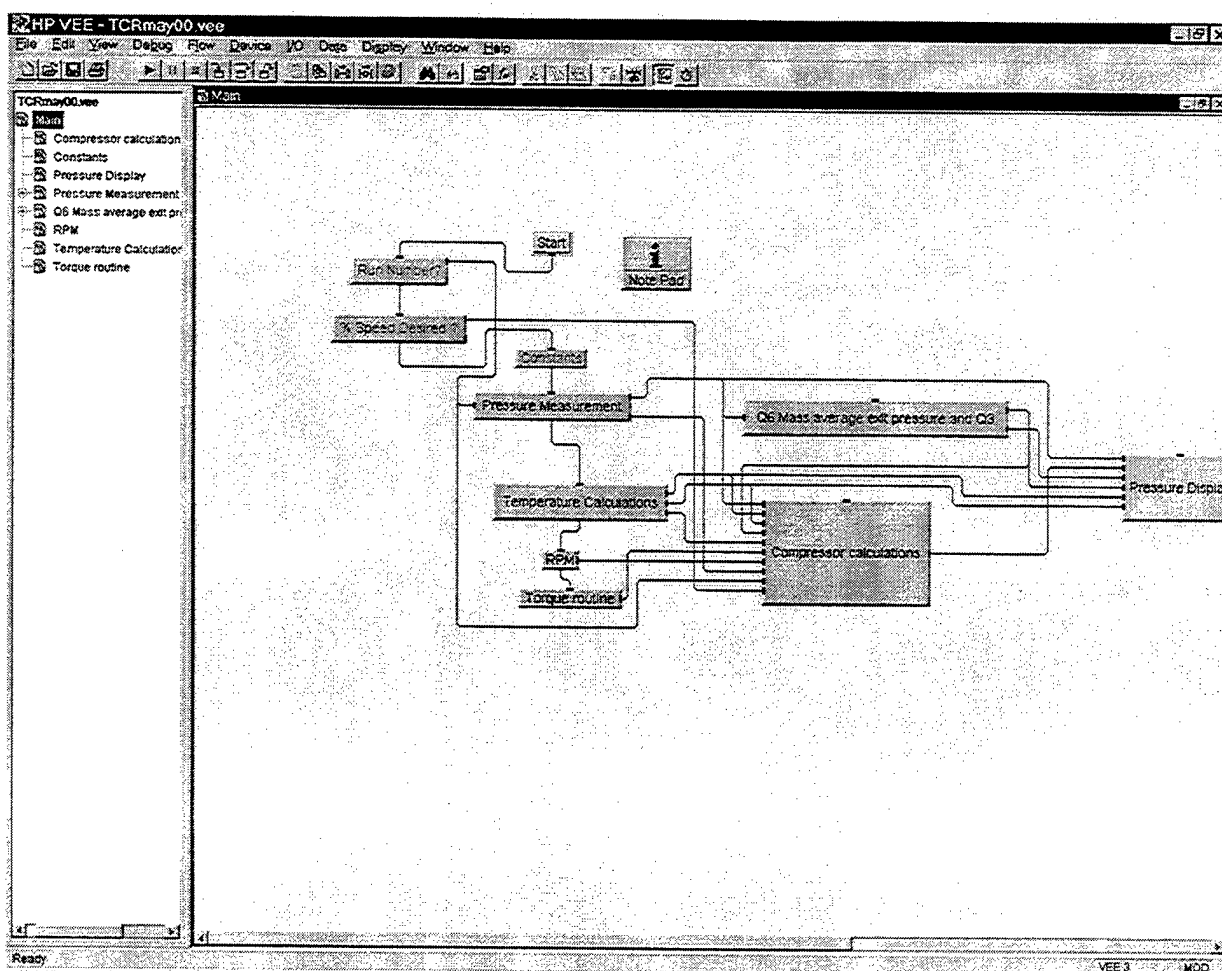 HP VEE - TCRmay00.vee
File Edit View Debug Flow Device I/O Data Display Window Help
TCRmay00.vee
Main
Compressor calculation
Constants
Pressure Display
Pressure Measurement
Q6 Mass average exit pr
RPM
Temperature Calculation
Torque routine
Main
Start
Run Number?
i
Note Pad
% Speed Desired ?
Constants
Pressure Measurement
Q6 Mass average exit pressure and Q3
Pressure Displa
Temperature Calculations
Compressor calculations
RPM
Torque routine
Ready
VEE 3 MOD